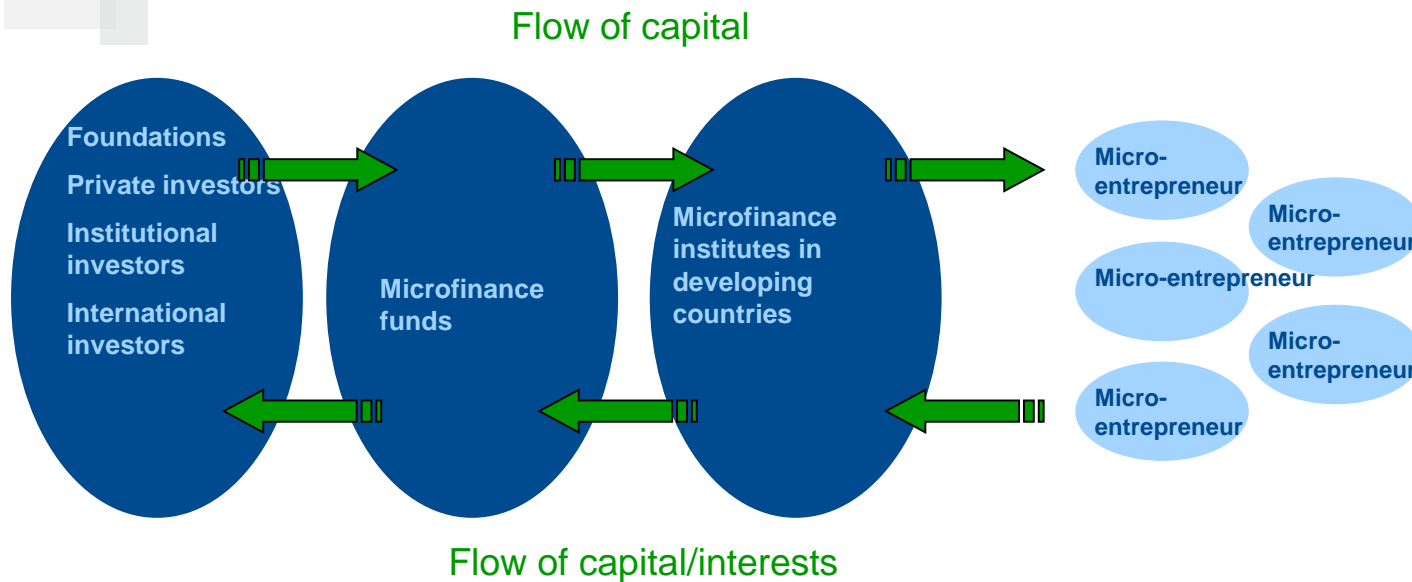 Flow of capital
Foundations
Private investors
Institutional
investors
International
investors
Microfinance
funds
Microfinance
institutes in
developing
countries
Micro-
entrepreneur
Micro-
entrepreneur
Micro-entrepreneur
Micro-
entrepreneur
Micro-
entrepreneur
Flow of capital/interests